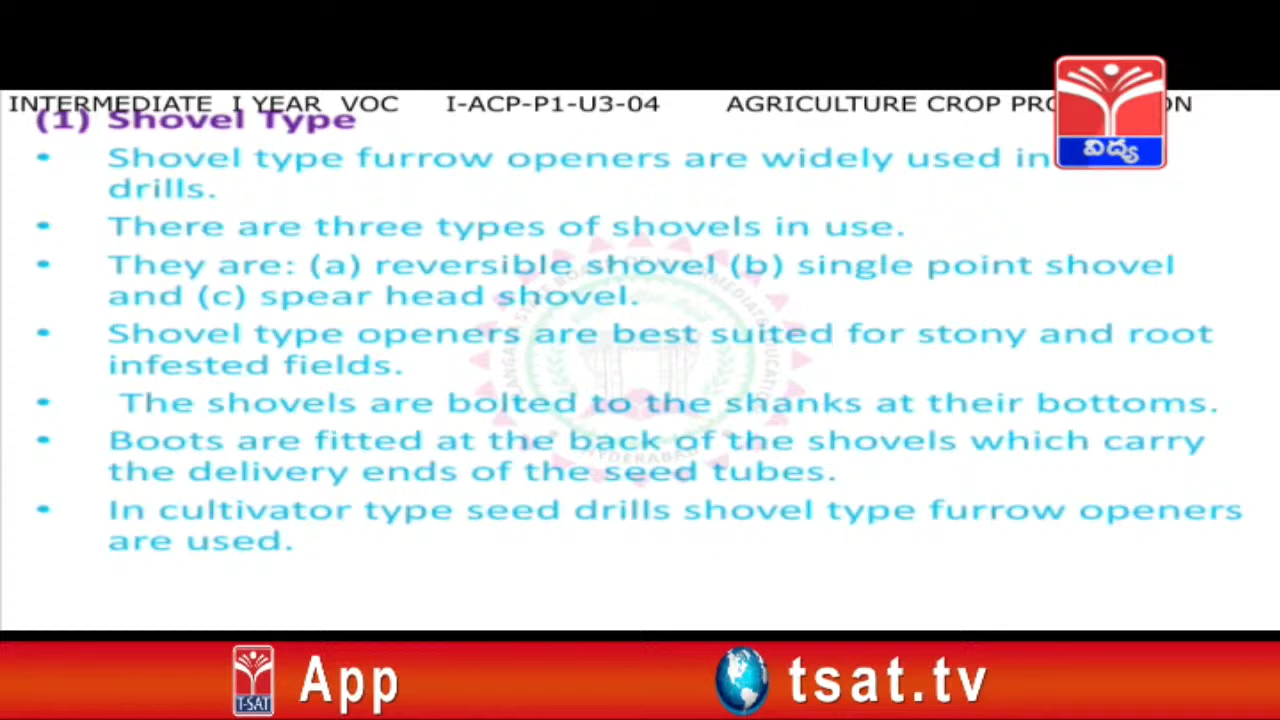 INTERMEDIATE I YEAR VOC I-ACP-P1-U3-04 AGRICULTURE CROP PRO ON
(1) Shovel Type
విద్య
• Shovel type furrow openers are widely used in
drills.
• There are three types of shovels in use.
• They are: (a) reversible shovel (b) single point shovel
and (c) spear head shovel.
• Shovel type openers are best suited for stony and root
infested fields.
• The shovels are bolted to the shanks at their bottoms.
• Boots are fitted at the back of the shovels which carry
the delivery ends of the seed tubes.
• In cultivator type seed drills shovel type furrow openers
are used.
T-SAT App tsat.tv